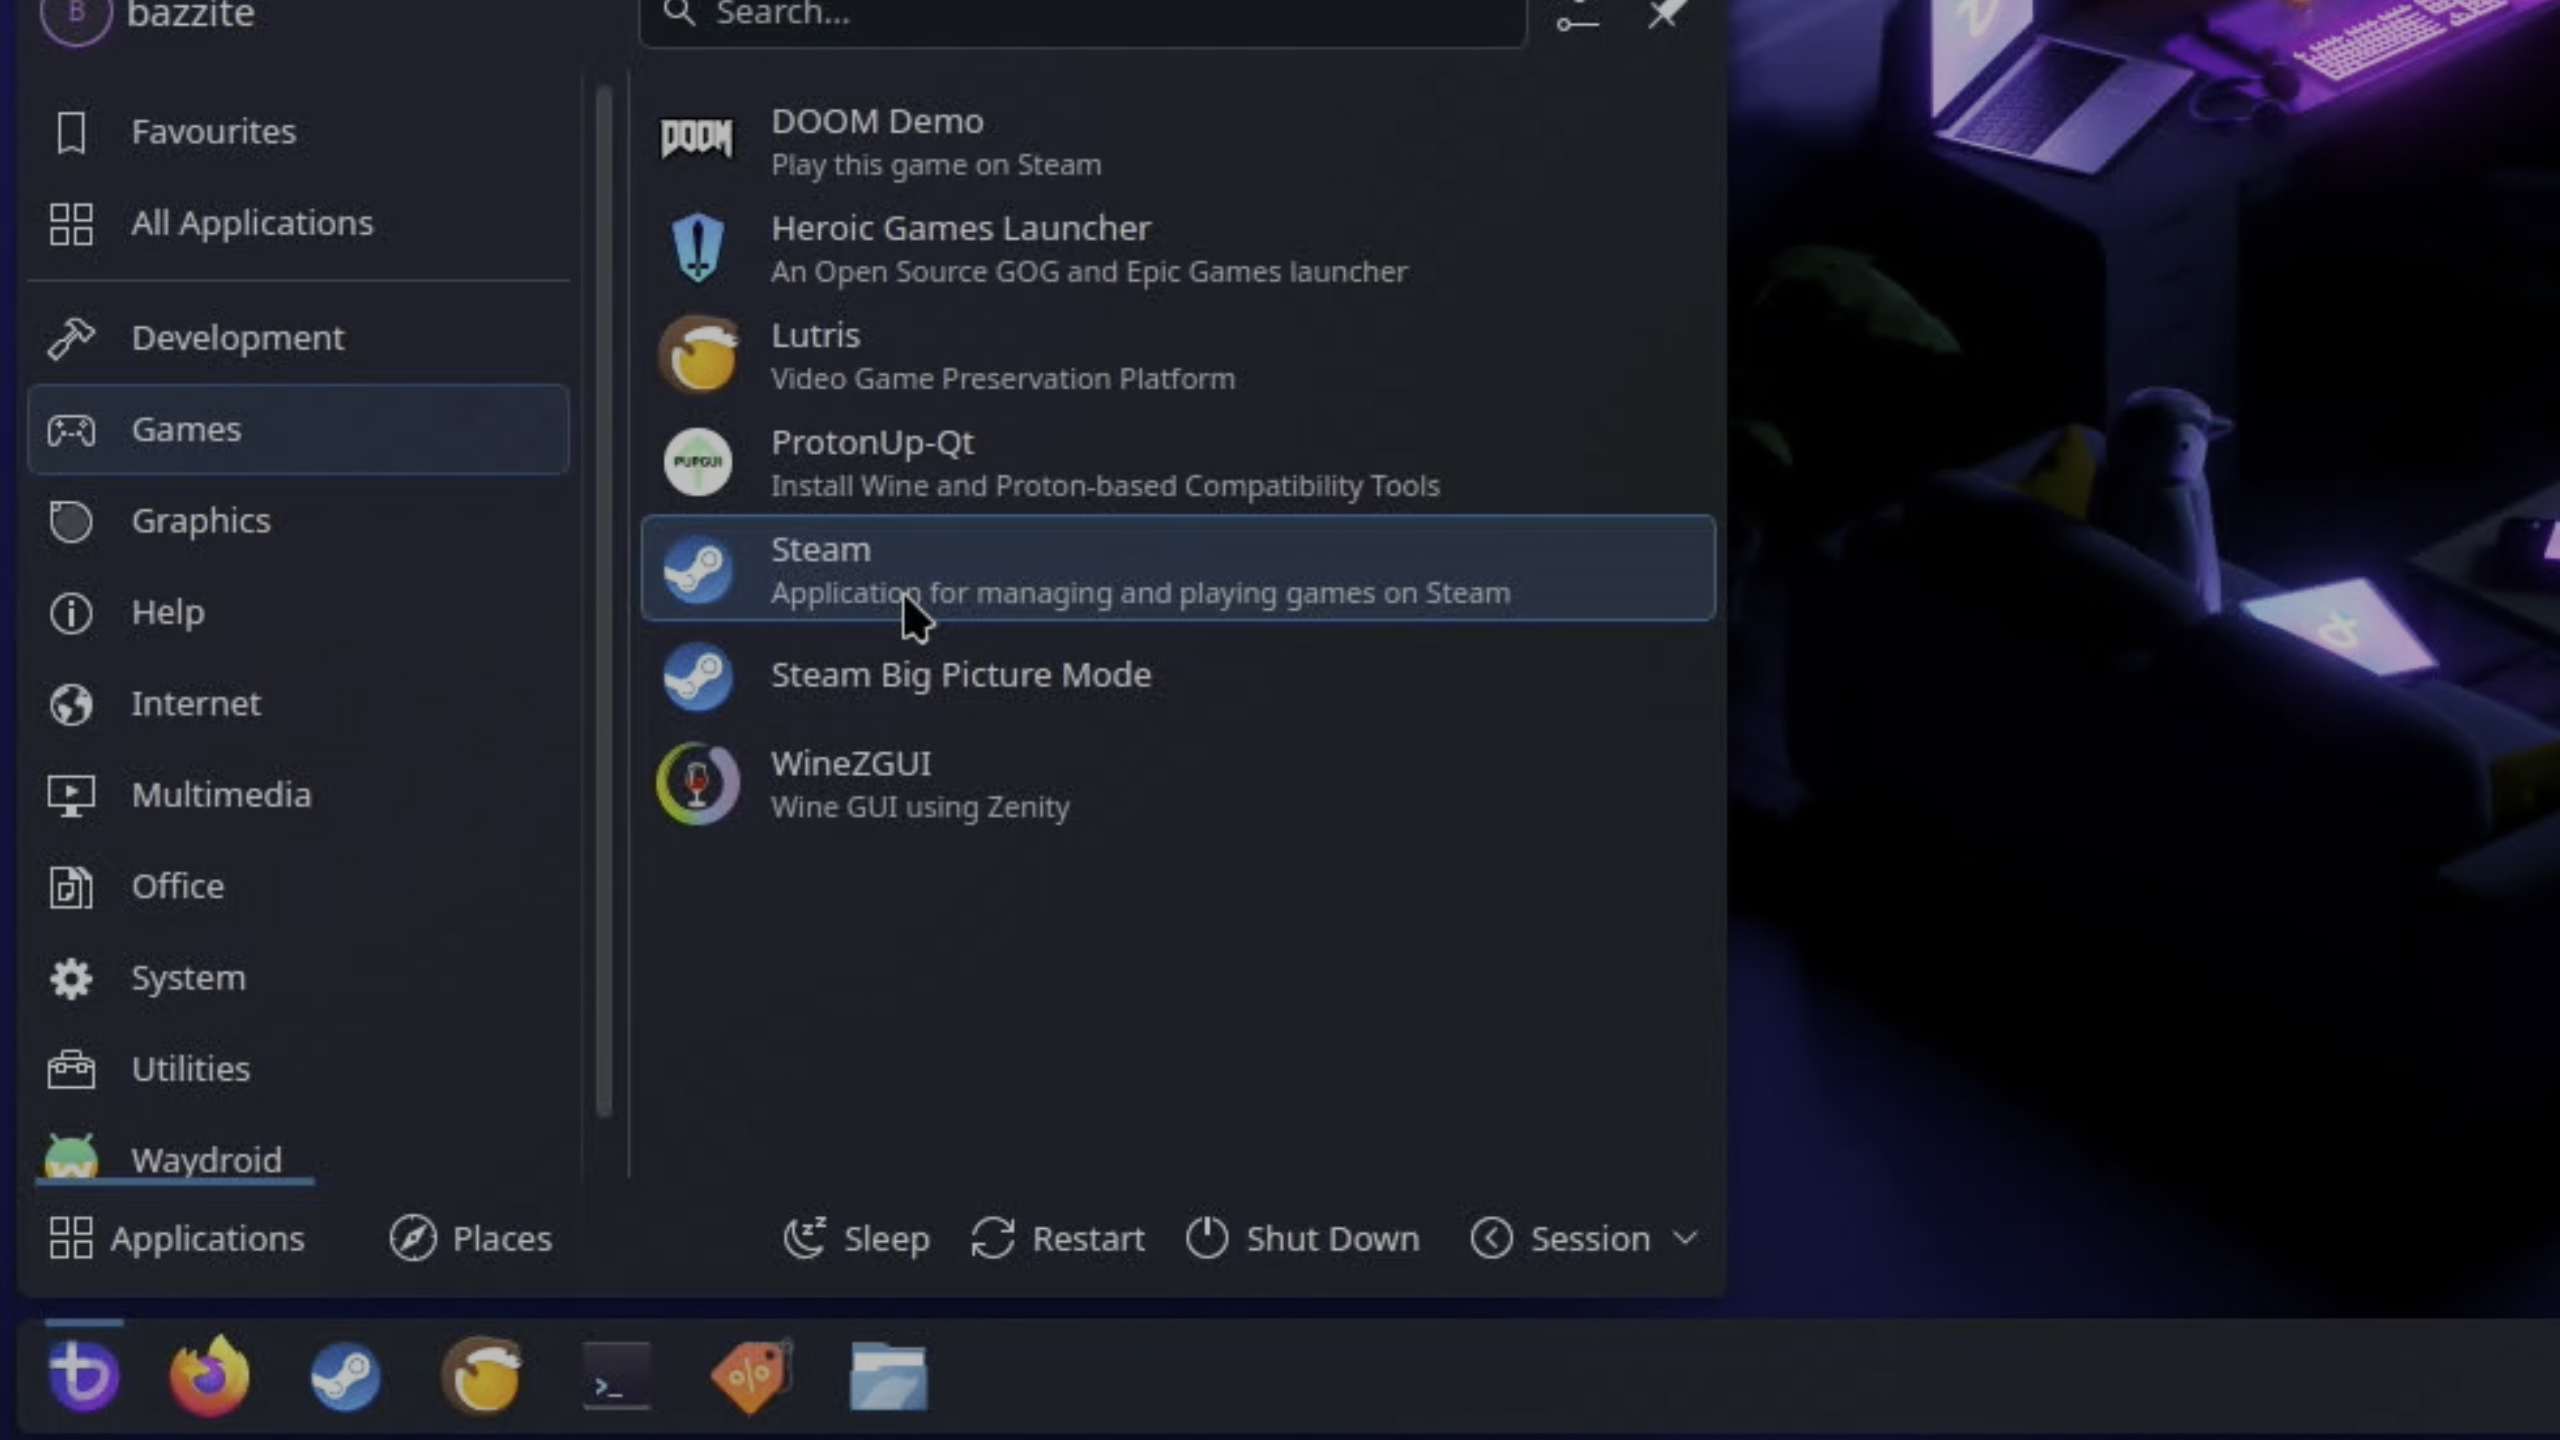 B bazzite
Search...
Favourites
All Applications
Development
Games
Graphics
Help
Internet
Multimedia
Office
System
Utilities
Waydroid
DOOM
DOOM Demo
Play this game on Steam
Heroic Games Launcher
An Open Source GOG and Epic Games launcher
Lutris
Video Game Preservation Platform
PUPGUI
ProtonUp-Qt
Install Wine and Proton-based Compatibility Tools
Steam
Application for managing and playing games on Steam
Steam Big Picture Mode
WineZGUI
Wine GUI using Zenity
Applications
Places
Sleep
Restart
Shut Down
Session